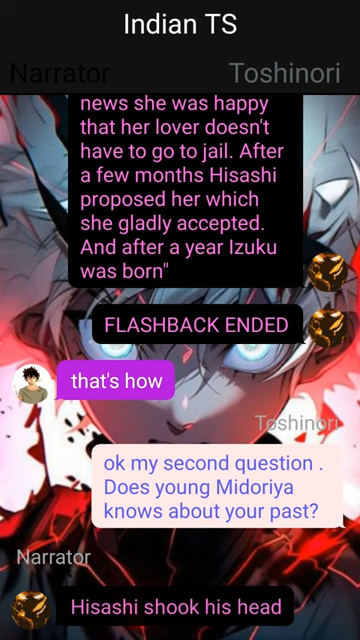 Indian TS
Narrator
Toshinori
news she was happy
that her lover doesn't
have to go to jail. After
a few months Hisashi
proposed her which
she gladly accepted.
And after a year Izuku
was born"
FLASHBACK ENDED
that's how
Toshinori
ok my second question .
Does young Midoriya
knows about your past?
Narrator
Hisashi shook his head